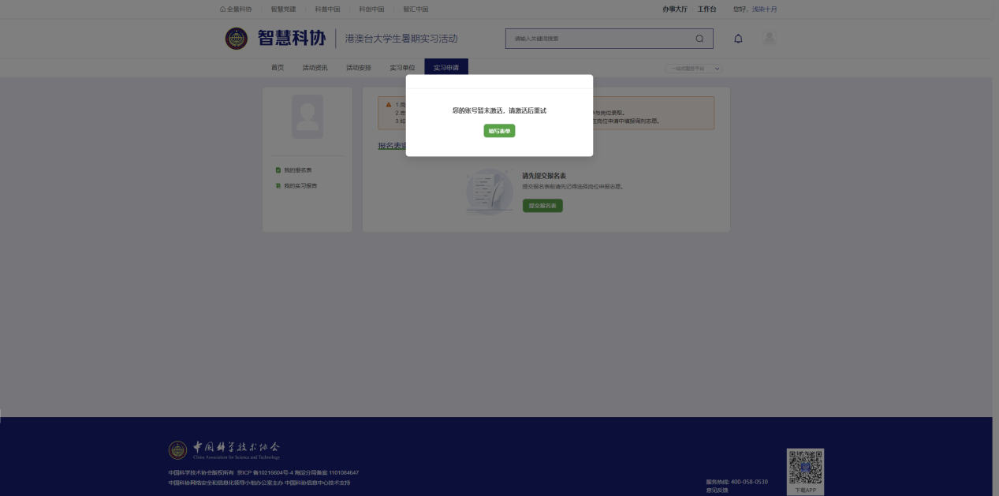 全景科协 智慧党建 科普中国 科创中国 智汇中国 办事大厅 工作台 您好，浅染十月
智慧科协 港澳台大学生暑期实习活动 请输入关键词搜索
首页 活动资讯 活动安排 实习单位 实习申请 一站式服务平台
您的账号暂未激活，请激活后重试
填写表单
与岗位录取。
在岗位申请中填报调剂志愿。
报名表
我的报名表
我的实习报告
请先提交报名表
提交报名表前请先记得选择岗位申报志愿。
提交报名表
中国科学技术协会
China Association for Science and Technology
中国科学技术协会版权所有 京ICP 备10216604号-4 海淀分局备案 1101084647
中国科协网络安全和信息化领导小组办公室主办 中国科协信息中心技术支持
服务热线: 400-058-0530
意见反馈
下载APP